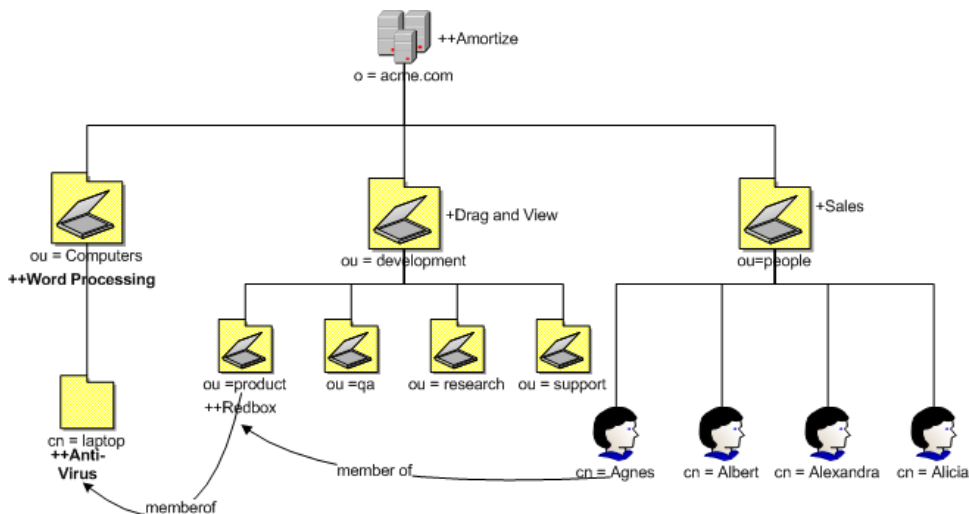 ++Amortize
o = acme.com
+Drag and View
+Sales
ou = Computers
++Word Processing
ou = development
ou=people
ou =product
++Redbox
ou =qa
ou = research
ou = support
cn = laptop
++Anti-
Virus
member of
cn = Agnes
cn = Albert
cn = Alexandra
cn = Alicia
memberof